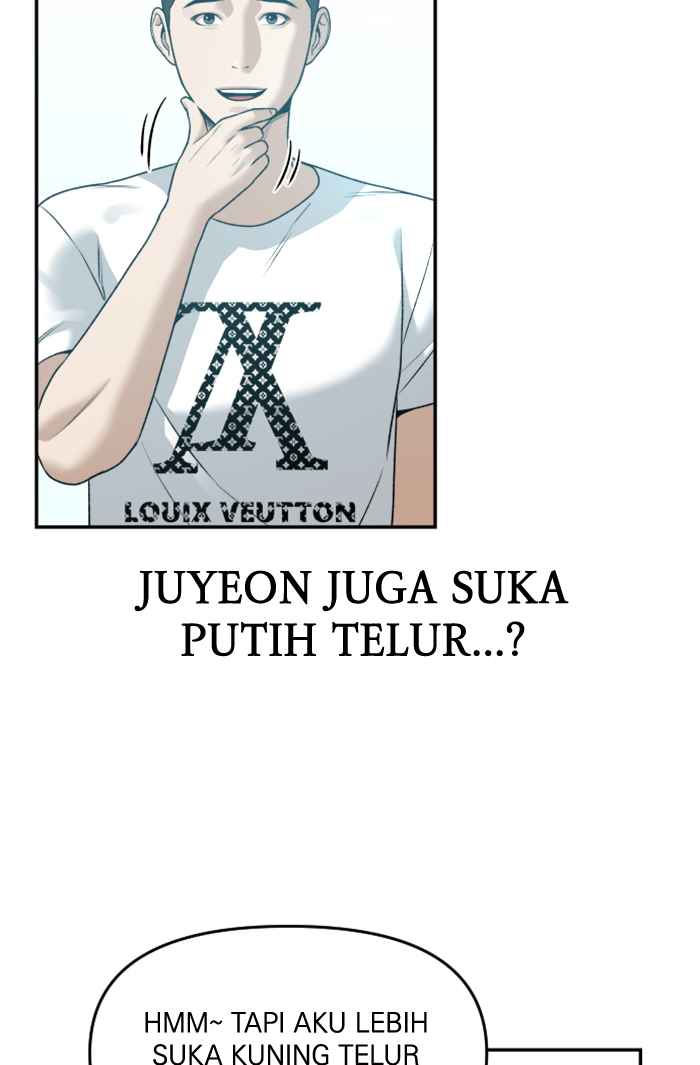 LOUIX VEUTTON
JUYEON JUGA SUKA
PUTIH TELUR...?
HMM~ TAPI AKU LEBIH
SUKA KUNING TELUR